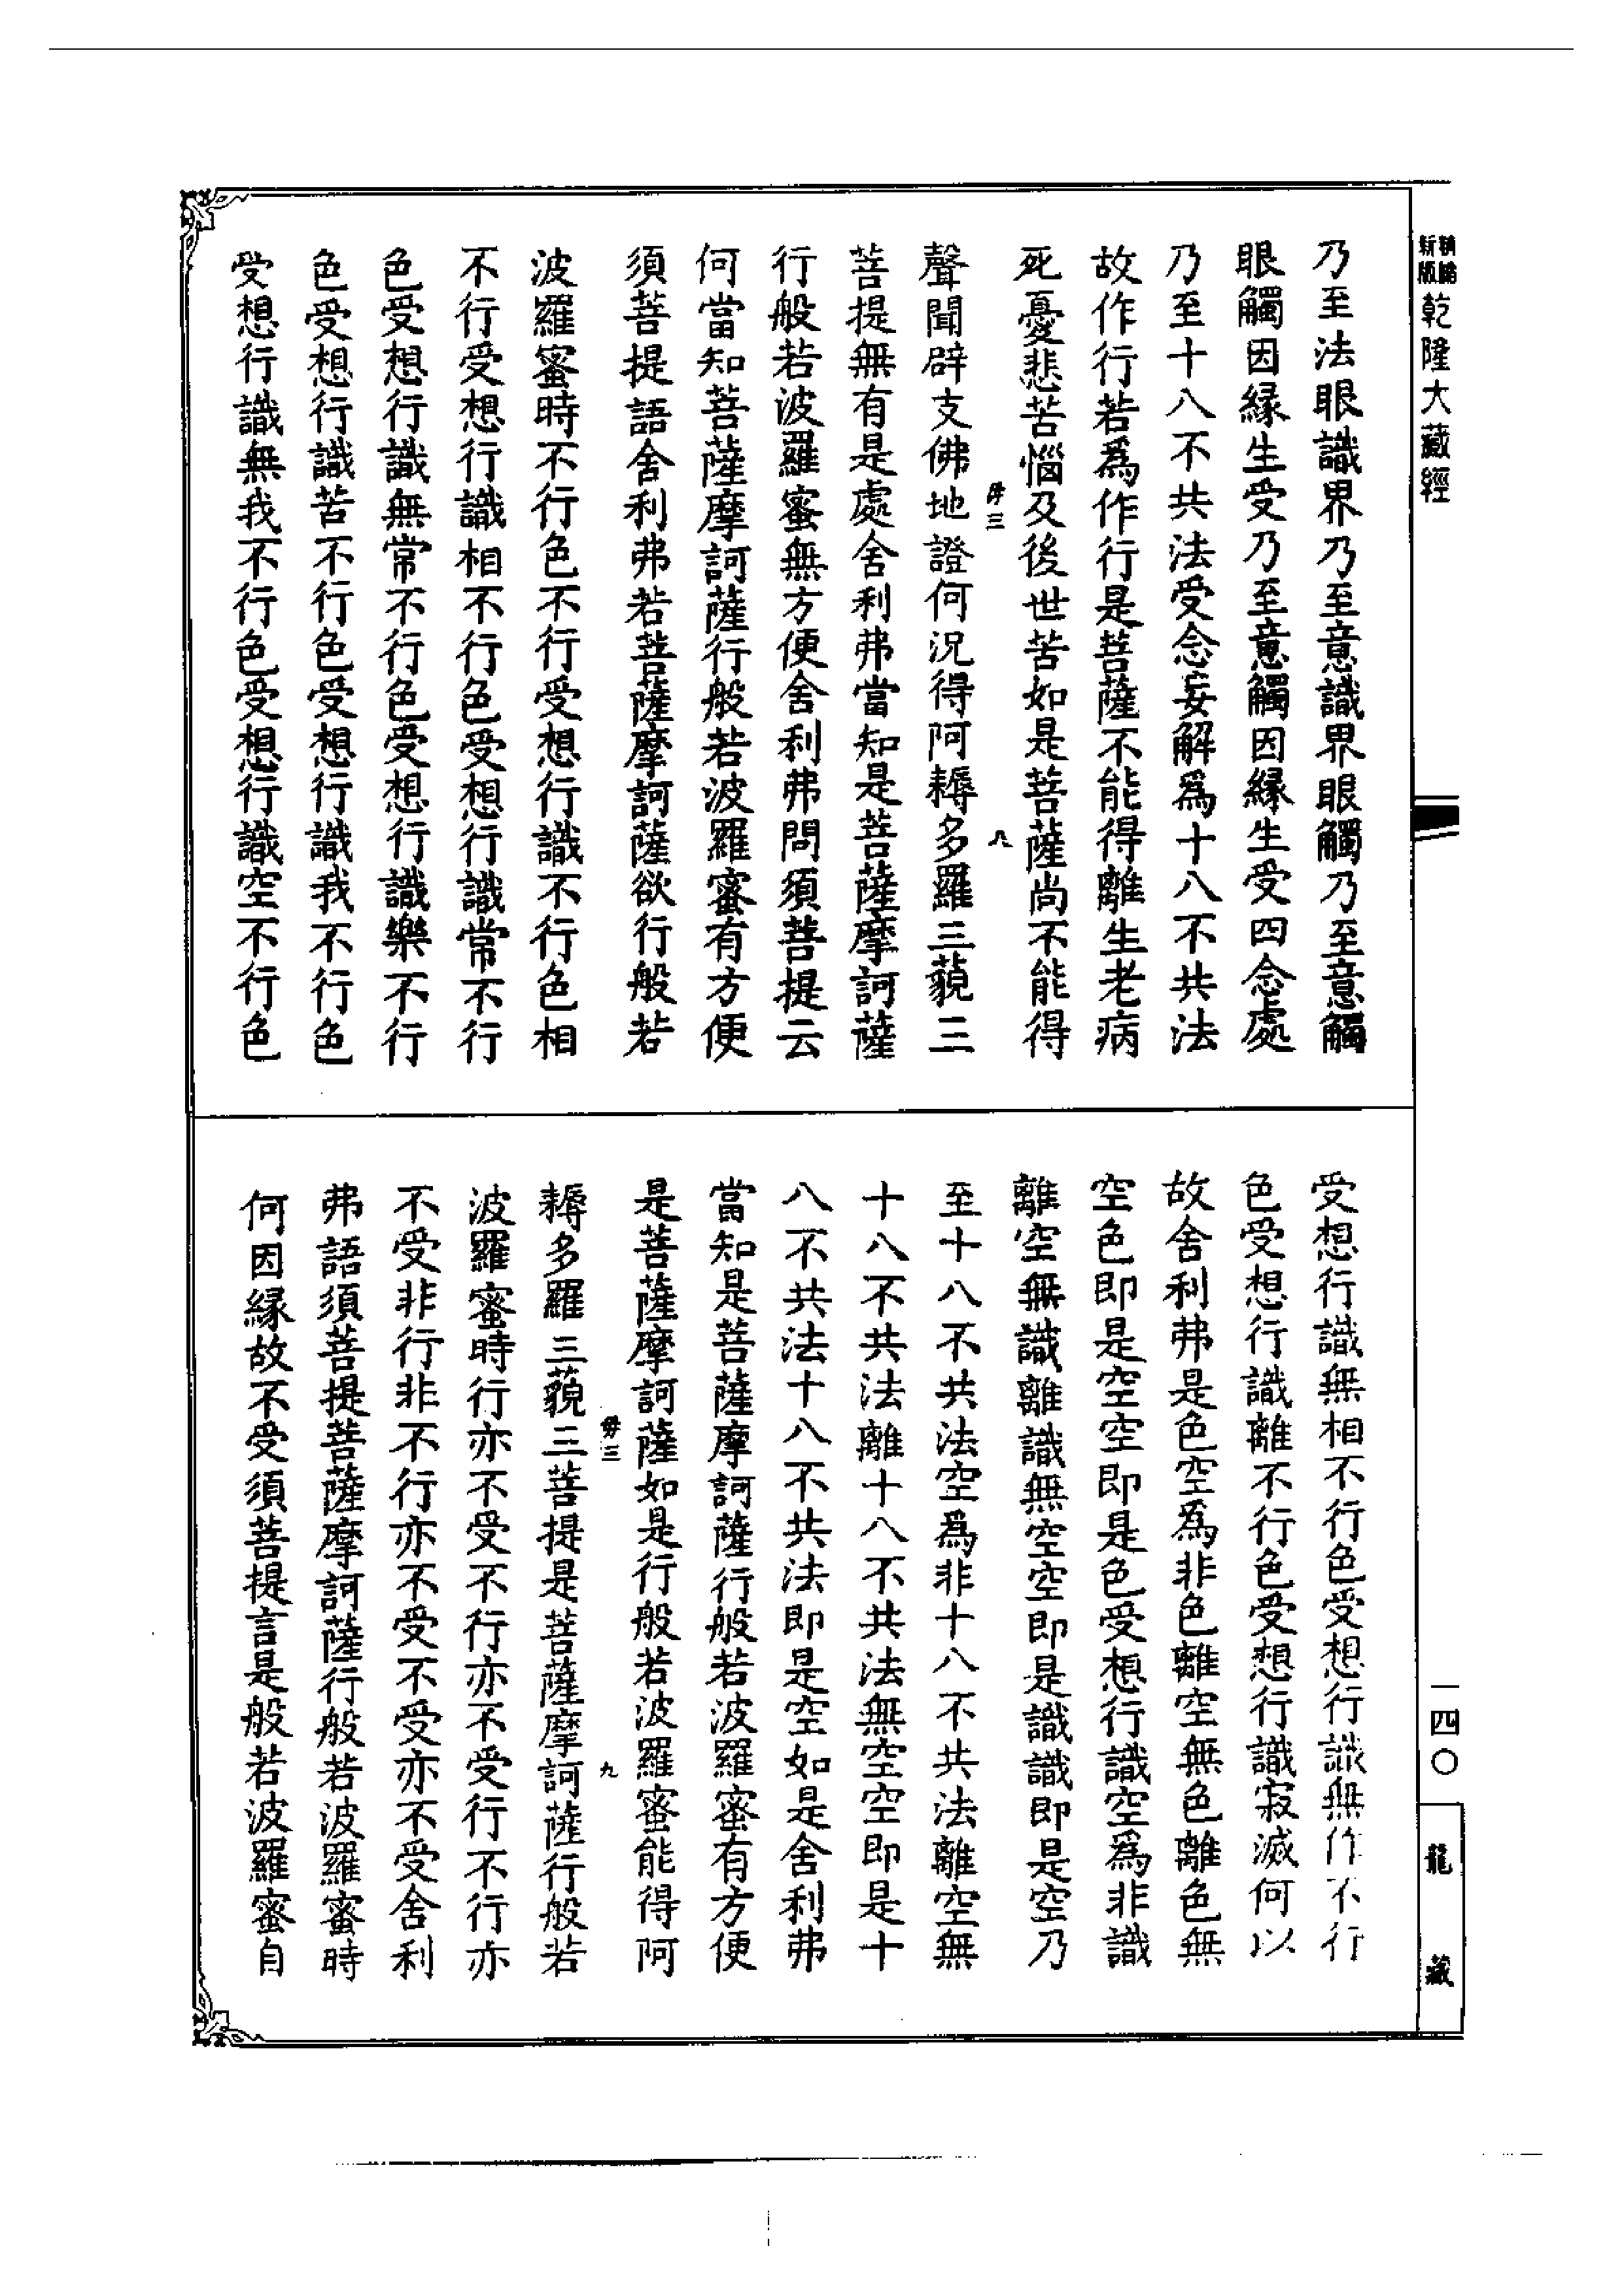 精編新版乾隆大藏經
乃至法眼識界乃至意識界眼觸乃至意觸
眼觸因緣生受乃至意觸因緣生受四念處
乃至十八不共法受念妄解爲十八不共法
故作行若爲作行是菩薩不能得離生老病
死憂悲苦惱及後世苦如是菩薩尚不能得
三 八
聲聞辟支佛地證何況得阿耨多羅三藐三
菩提無有是處舍利弗當知是菩薩摩訶薩
行般若波羅蜜無方便舍利弗問須菩提云
何當知菩薩摩訶薩行般若波羅蜜有方便
須菩提語舍利弗若菩薩摩訶薩欲行般若
波羅蜜時不行色不行受想行識不行色相
不行受想行識相不行色受想行識常不行
色受想行識無常不行色受想行識樂不行
色受想行識苦不行色受想行識我不行色
受想行識無我不行色受想行識空不行色
受想行識無相不行色受想行識無作不行
色受想行識離不行色受想行識寂滅何以
故舍利弗是色空爲非色離空無色離色無
空色即是空空即是色受想行識空爲非識
離空無識離識無空空即是識識即是空乃
至十八不共法空爲非十八不共法離空無
十八不共法離十八不共法無空空即是十
八不共法十八不共法即是空如是舍利弗
當知是菩薩摩訶薩行般若波羅蜜有方便
是菩薩摩訶薩如是行般若波羅蜜能得阿
三 九
耨多羅三藐三菩提是菩薩摩訶薩行般若
波羅蜜時行亦不受不行亦不受行不行亦
不受非行非不行亦不受不受亦不受舍利
弗語須菩提菩薩摩訶薩行般若波羅蜜時
何因緣故不受須菩提言是般若波羅蜜自
一四〇
龍藏